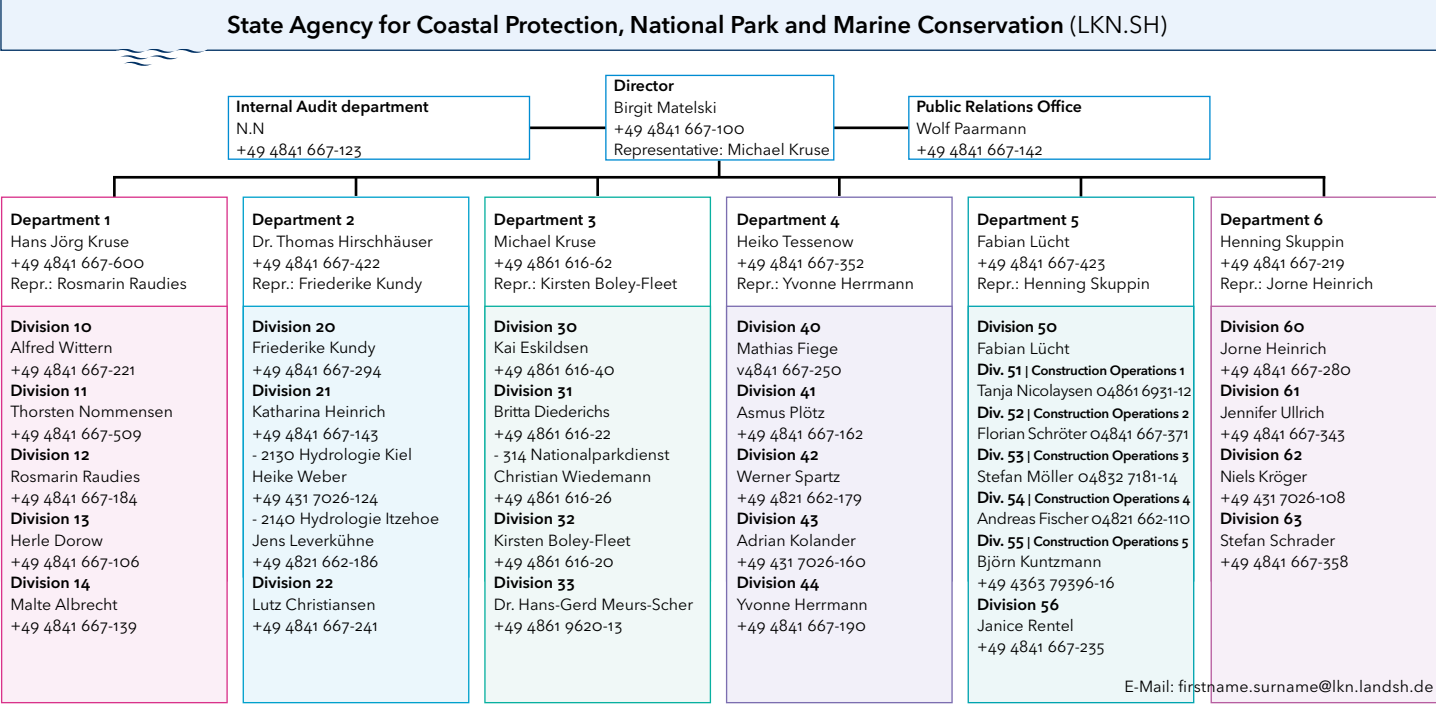 State Agency for Coastal Protection, National Park and Marine Conservation (LKN.SH)
Internal Audit department
N.N
+49 4841 667-123
Director
Birgit Matelski
+49 4841 667-100
Representative: Michael Kruse
Public Relations Office
Wolf Paarmann
+49 4841 667-142
Department 1
Hans Jörg Kruse
+49 4841 667-600
Repr.: Rosmarin Raudies
Division 10
Alfred Wittern
+49 4841 667-221
Division 11
Thorsten Nommensen
+49 4841 667-509
Division 12
Rosmarin Raudies
+49 4841 667-184
Division 13
Herle Dorow
+49 4841 667-106
Division 14
Malte Albrecht
+49 4841 667-139
Department 2
Dr. Thomas Hirschhäuser
+49 4841 667-422
Repr.: Friederike Kundy
Division 20
Friederike Kundy
+49 4841 667-294
Division 21
Katharina Heinrich
+49 4841 667-143
- 2130 Hydrologie Kiel
Heike Weber
+49 431 7026-124
- 2140 Hydrologie Itzehoe
Jens Leverkühne
+49 4821 662-186
Division 22
Lutz Christiansen
+49 4841 667-241
Department 3
Michael Kruse
+49 4861 616-62
Repr.: Kirsten Boley-Fleet
Division 30
Kai Eskildsen
+49 4861 616-40
Division 31
Britta Diederichs
+49 4861 616-22
- 314 Nationalparkdienst
Christian Wiedemann
+49 4861 616-26
Division 32
Kirsten Boley-Fleet
+49 4861 616-20
Division 33
Dr. Hans-Gerd Meurs-Scher
+49 4861 9620-13
Department 4
Heiko Tessenow
+49 4841 667-352
Repr.: Yvonne Herrmann
Division 40
Mathias Fiege
v4841 667-250
Division 41
Asmus Plötz
+49 4841 667-162
Division 42
Werner Spartz
+49 4821 662-179
Division 43
Adrian Kolander
+49 431 7026-160
Division 44
Yvonne Herrmann
+49 4841 667-190
Department 5
Fabian Lücht
+49 4841 667-423
Repr.: Henning Skuppin
Division 50
Fabian Lücht
Div. 51 | Construction Operations 1
Tanja Nicolaysen 04861 6931-12
Div. 52 | Construction Operations 2
Florian Schröter 04841 667-371
Div. 53 | Construction Operations 3
Stefan Möller 04832 7181-14
Div. 54 | Construction Operations 4
Andreas Fischer 04821 662-110
Div. 55 | Construction Operations 5
Björn Kuntzmann
+49 4363 79396-16
Division 56
Janice Rentel
+49 4841 667-235
Department 6
Henning Skuppin
+49 4841 667-219
Repr.: Jorne Heinrich
Division 60
Jorne Heinrich
+49 4841 667-280
Division 61
Jennifer Ullrich
+49 4841 667-343
Division 62
Niels Kröger
+49 431 7026-108
Division 63
Stefan Schrader
+49 4841 667-358
E-Mail: firstname.surname@lkn.landsh.de